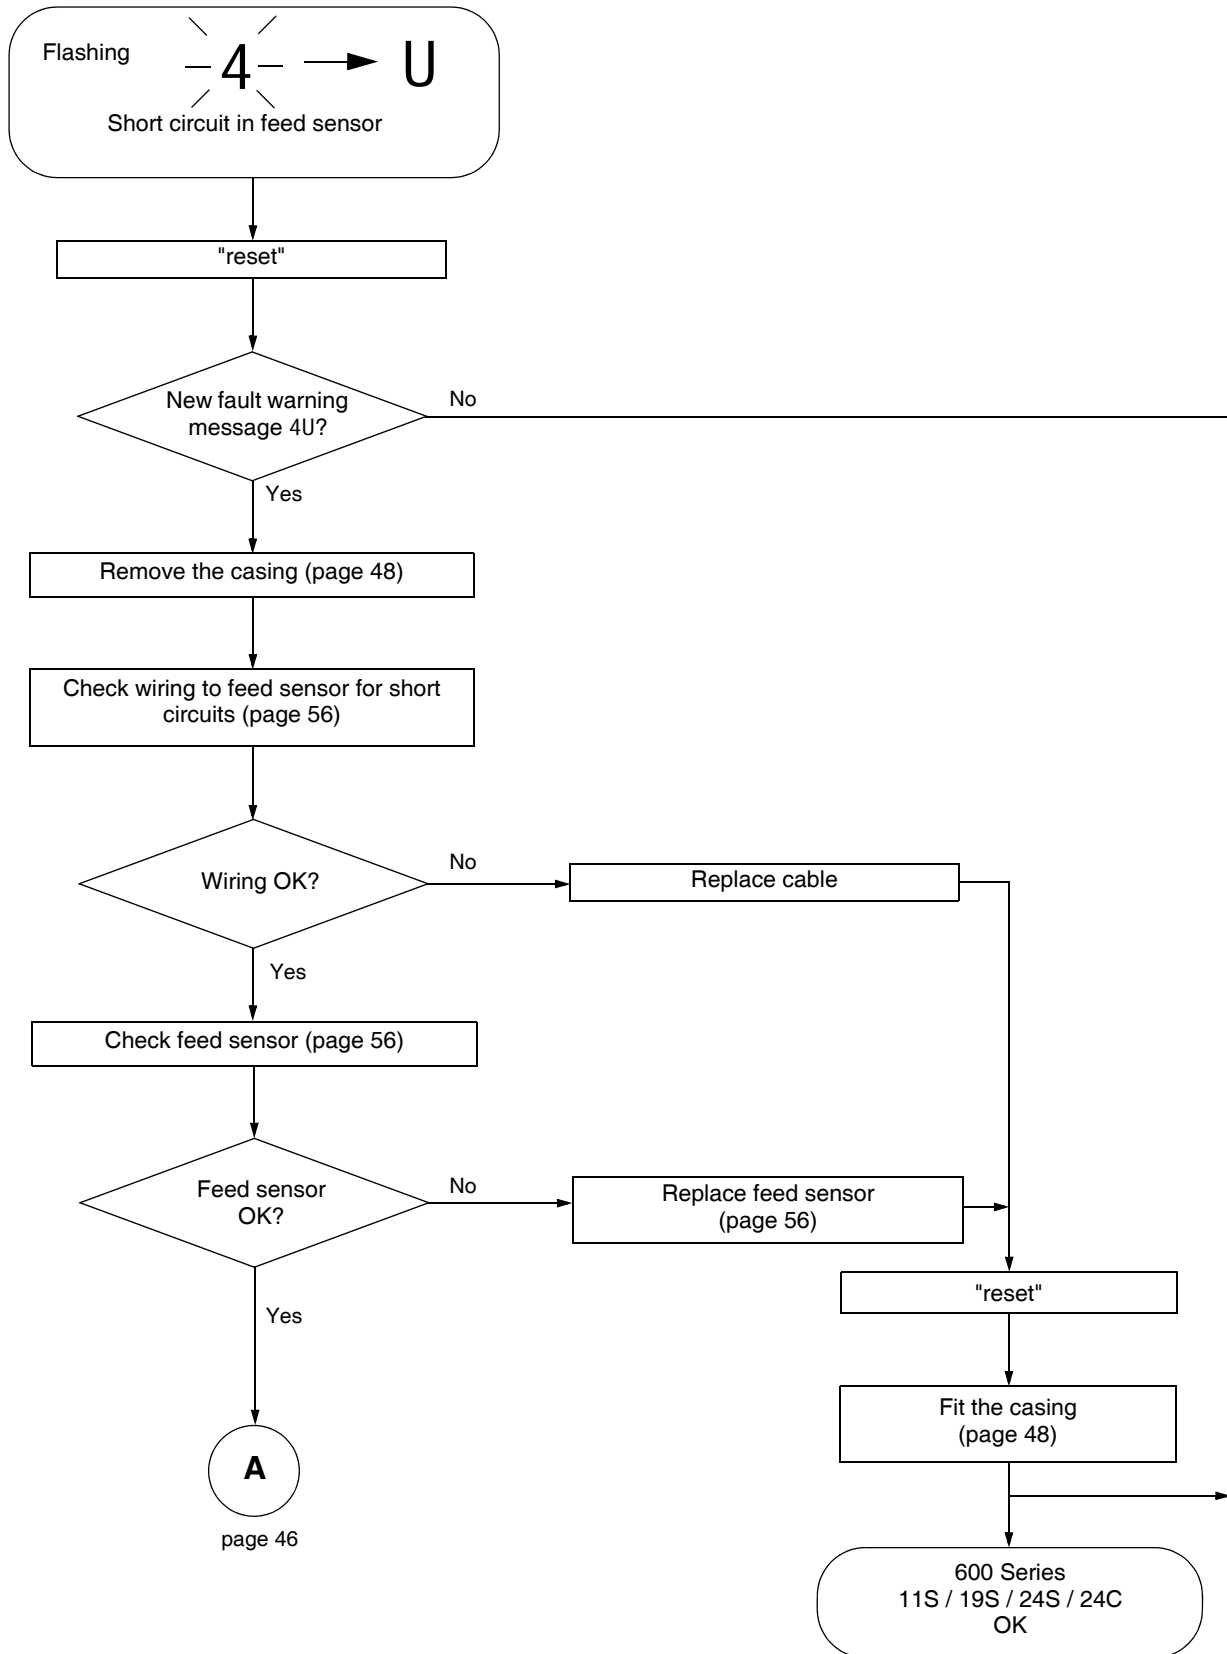 Flashing
4
U
Short circuit in feed sensor
"reset"
New fault warning
message 4U?
No
Yes
Remove the casing (page 48)
Check wiring to feed sensor for short
circuits (page 56)
Wiring OK?
No
Replace cable
Yes
Check feed sensor (page 56)
Feed sensor
OK?
No
Replace feed sensor
(page 56)
Yes
"reset"
Fit the casing
(page 48)
A
page 46
600 Series
11S / 19S / 24S / 24C
OK